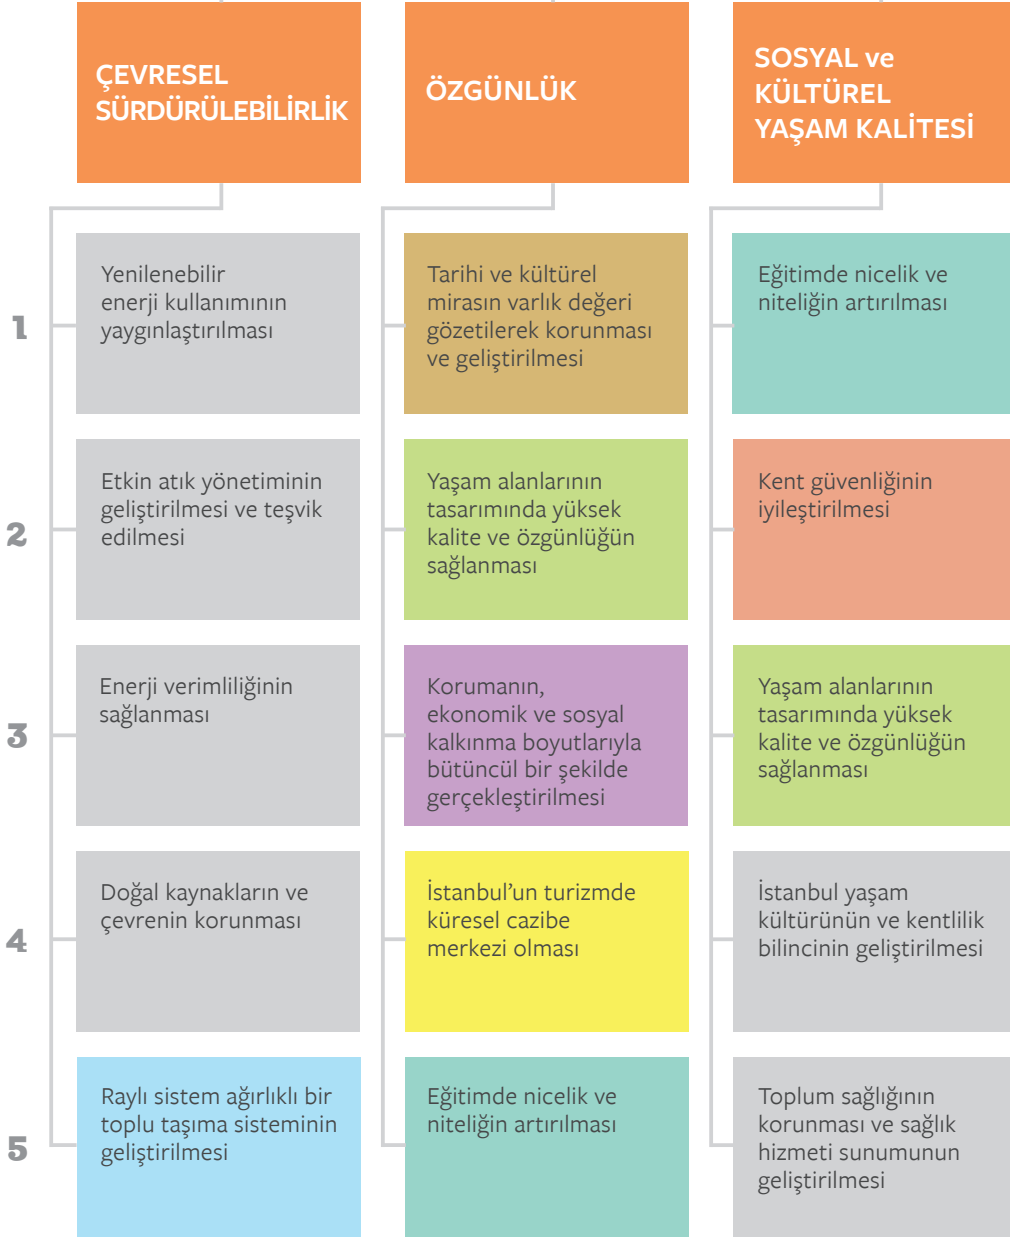 ÇEVRESEL
SÜRDÜRÜLEBİLİRLİK
ÖZGÜNLÜK
SOSYAL ve
KÜLTÜREL
YAŞAM KALİTESİ
1
Yenilenebilir
enerji kullanımının
yaygınlaştırılması
Tarihi ve kültürel
mirasın varlık değeri
gözetilerek korunması
ve geliştirilmesi
Eğitimde nicelik ve
niteliğin artırılması
2
Etkin atık yönetiminin
geliştirilmesi ve teşvik
edilmesi
Yaşam alanlarının
tasarımında yüksek
kalite ve özgünlüğün
sağlanması
Kent güvenliğinin
iyileştirilmesi
3
Enerji verimliliğinin
sağlanması
Korumanın,
ekonomik ve sosyal
kalkınma boyutlarıyla
bütüncül bir şekilde
gerçekleştirilmesi
Yaşam alanlarının
tasarımında yüksek
kalite ve özgünlüğün
sağlanması
4
Doğal kaynakların ve
çevrenin korunması
İstanbul’un turizmde
küresel cazibe
merkezi olması
İstanbul yaşam
kültürünün ve kentlilik
bilincinin geliştirilmesi
5
Raylı sistem ağırlıklı bir
toplu taşıma sisteminin
geliştirilmesi
Eğitimde nicelik ve
niteliğin artırılması
Toplum sağlığının
korunması ve sağlık
hizmeti sunumunun
geliştirilmesi